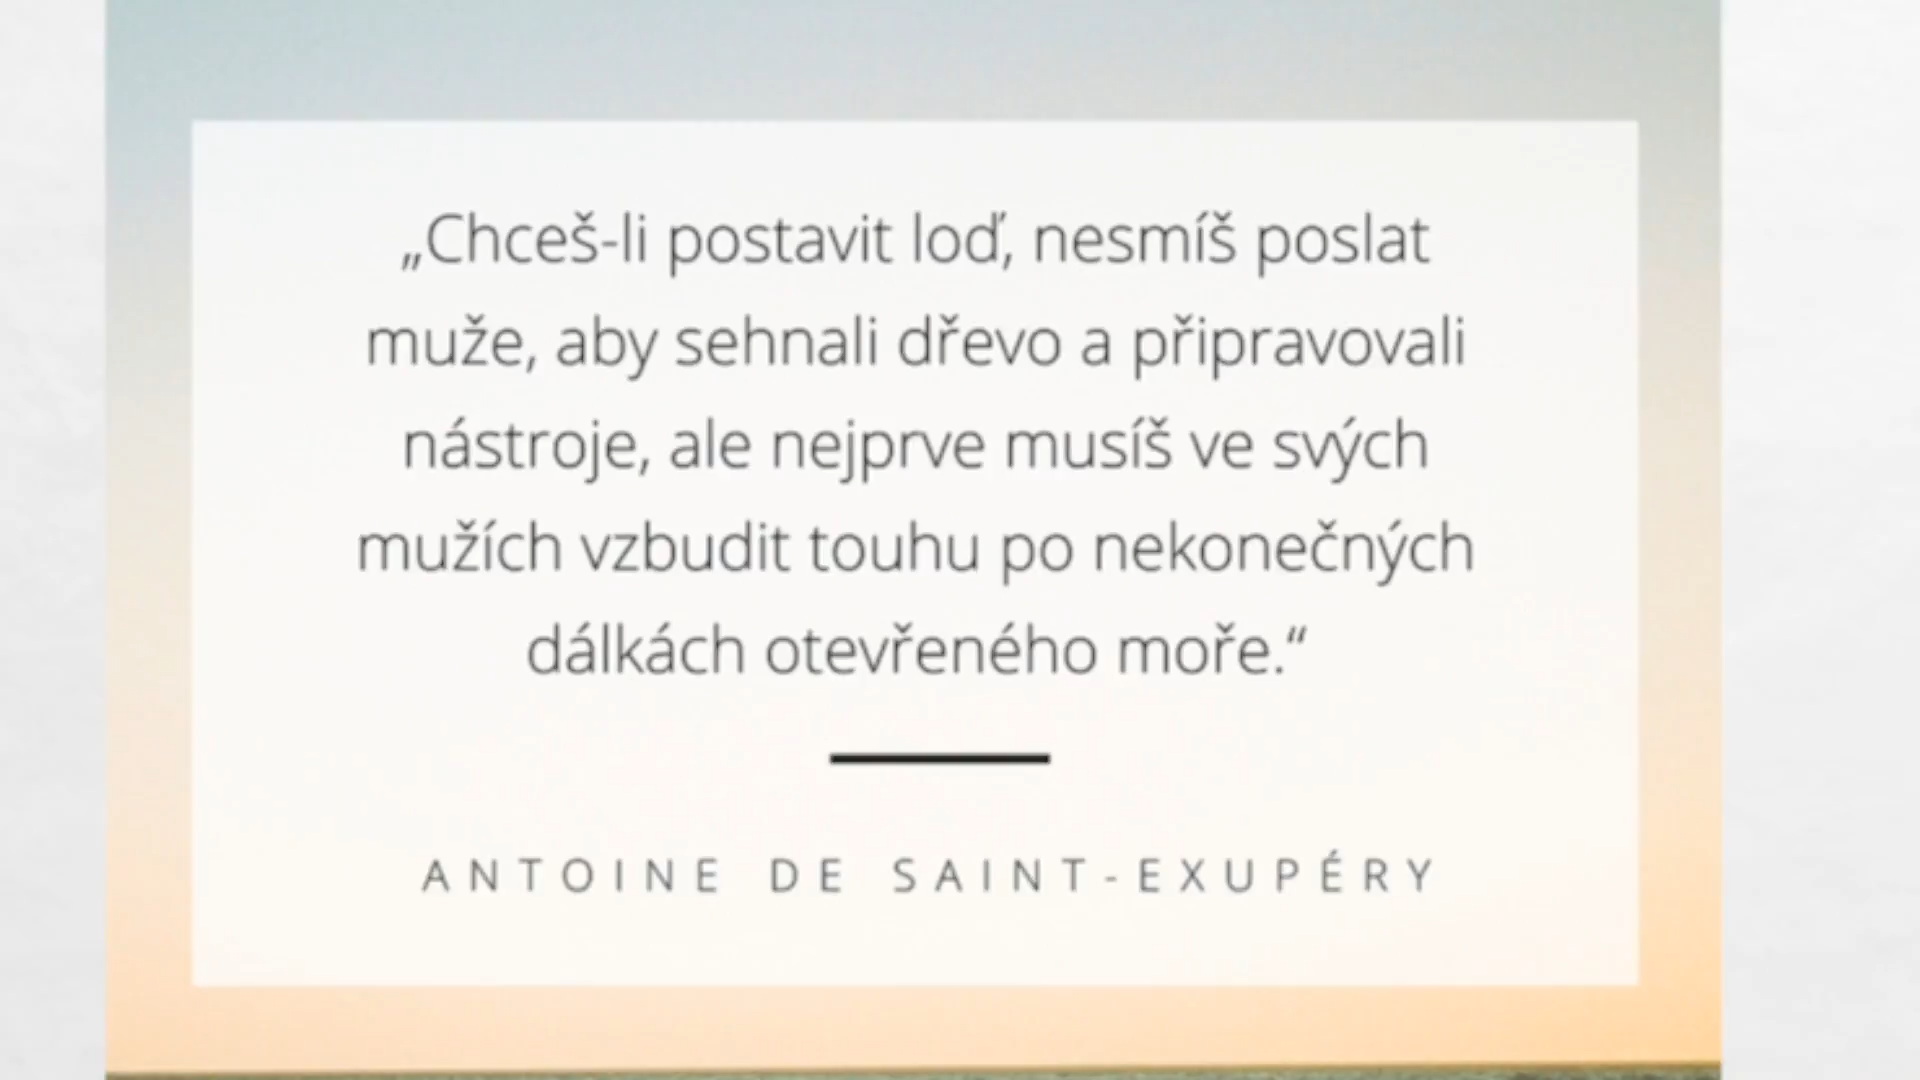 „Chceš-li postavit loď, nesmíš poslat
muže, aby sehnali dřevo a připravovali
nástroje, ale nejprve musíš ve svých
mužích vzbudit touhu po nekonečných
dálkách otevřeného moře.“
ANTOINE DE SAINT-EXUPÉRY